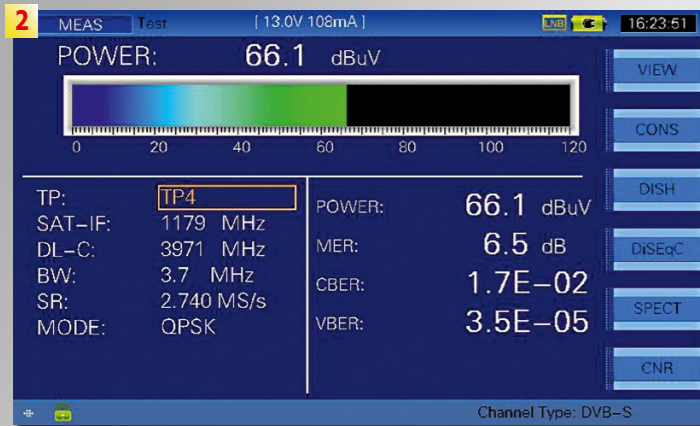 2
MEAS Test [ 13.0V 108mA ] LNB 16:23:51
POWER: 66.1 dBuV
0 20 40 60 80 100 120
TP: TP4
SAT-IF: 1179 MHz
DL-C: 3971 MHz
BW: 3.7 MHz
SR: 2.740 MS/s
MODE: QPSK
POWER: 66.1 dBuV
MER: 6.5 dB
CBER: 1.7E-02
VBER: 3.5E-05
VIEW
CONS
DISH
DiSEqC
SPECT
CNR
Channel Type: DVB-S